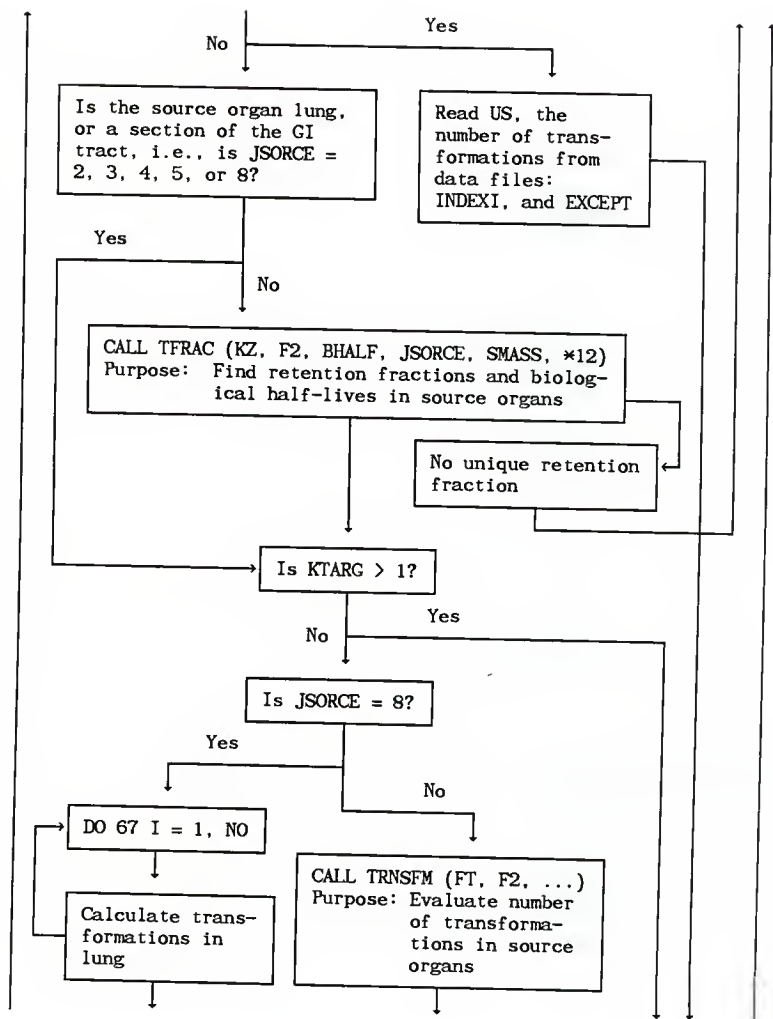 Yes
No
Is the source organ lung,
or a section of the GI
tract, i.e., is JSORCE =
2, 3, 4, 5, or 8?
Read US, the
number of trans-
formations from
data files:
INDEXI, and EXCEPT
Yes
No
CALL TFRAC (KZ, F2, BHALF, JSORCE, SMASS, *12)
Purpose: Find retention fractions and biolog-
ical half-lives in source organs
No unique retention
fraction
Is KTARG > 1?
Yes
No
Is JSORCE = 8?
Yes
No
DO 67 I = 1, NO
CALL TRNSFM (FT, F2, ...)
Purpose: Evaluate number
of transforma-
tions in source
organs
Calculate trans-
formations in
lung